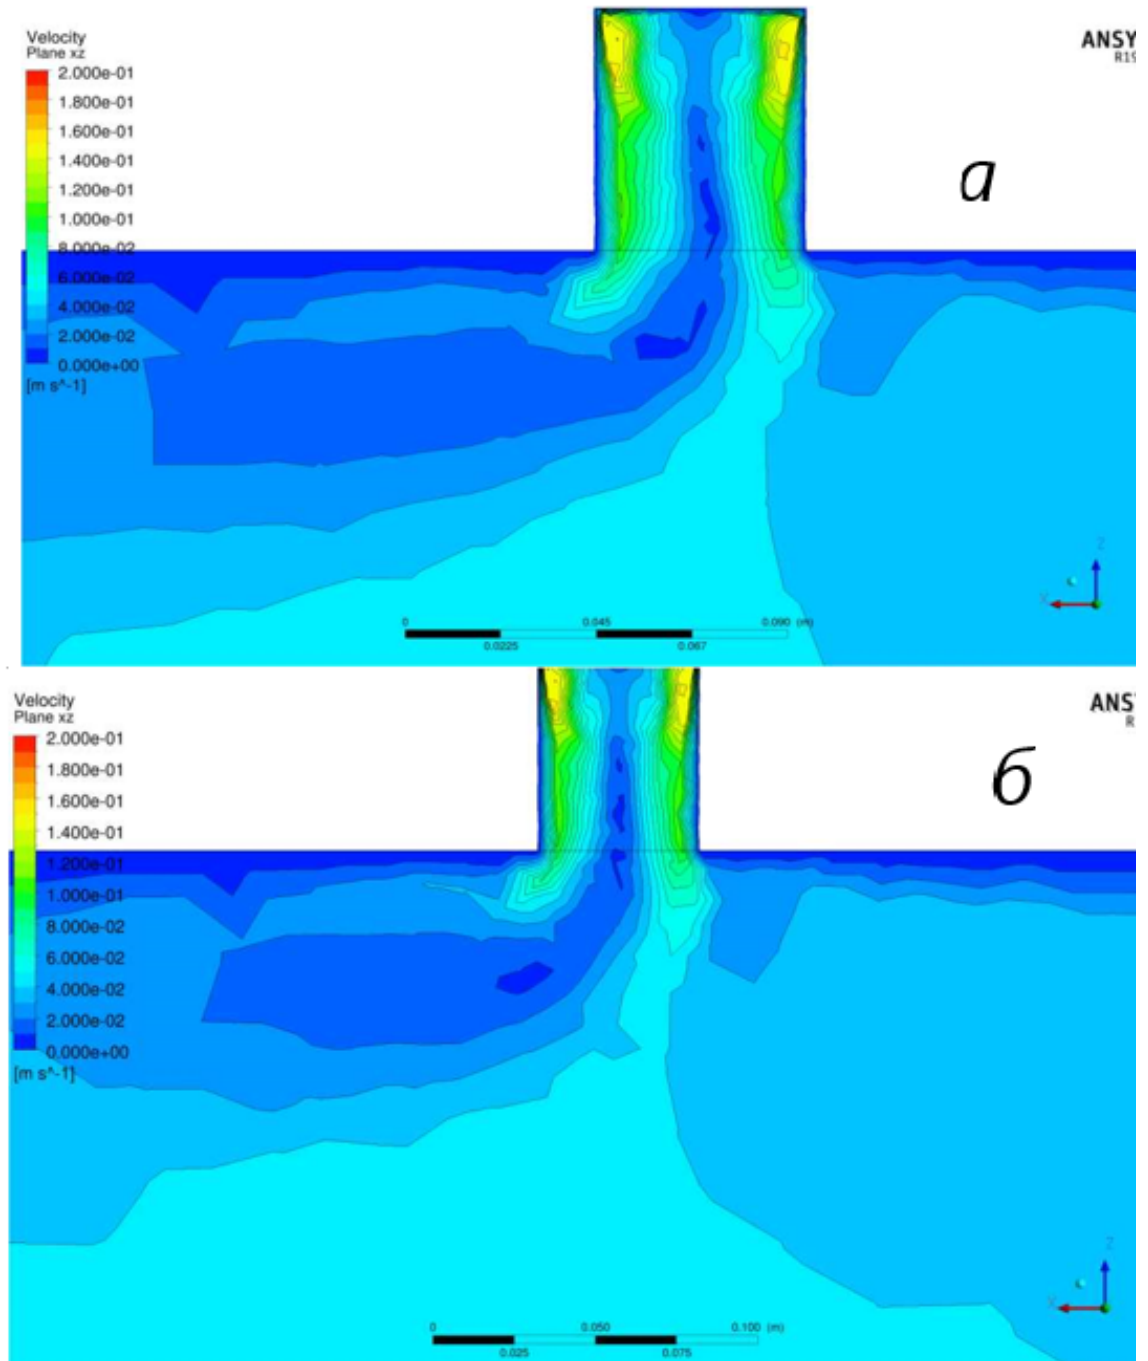 Velocity
Plane xz
2.000e-01
1.800e-01
1.600e-01
1.400e-01
1.200e-01
1.000e-01
8.000e-02
6.000e-02
4.000e-02
2.000e-02
0.000e+00
[m s^-1]
ANSY
R19
а
Z
X
0 0.045 0.090 (m)
0.0225 0.067
Velocity
Plane xz
2.000e-01
1.800e-01
1.600e-01
1.400e-01
1.200e-01
1.000e-01
8.000e-02
6.000e-02
4.000e-02
2.000e-02
0.000e+00
[m s^-1]
ANS
R
б
Z
X
0 0.050 0.100 (m)
0.025 0.075